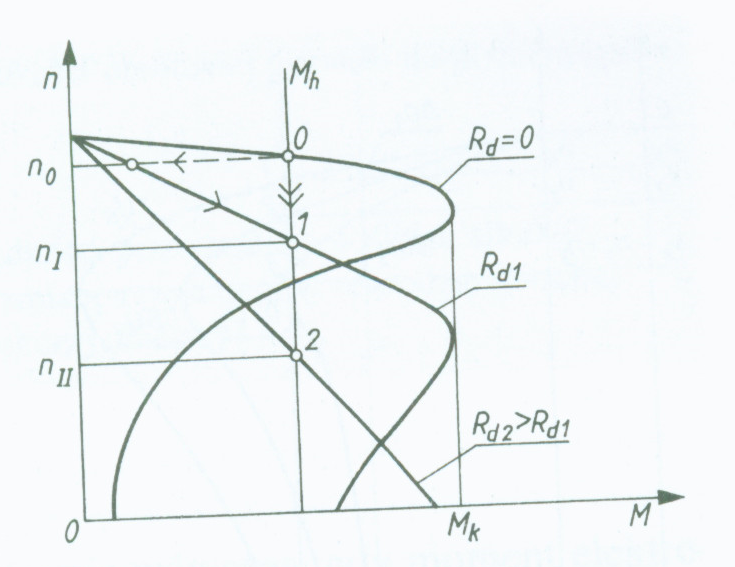 n
M_h
0
R_d=0
n_0
1
n_I
R_d1
2
n_II
R_d2>R_d1
0
M_k
M